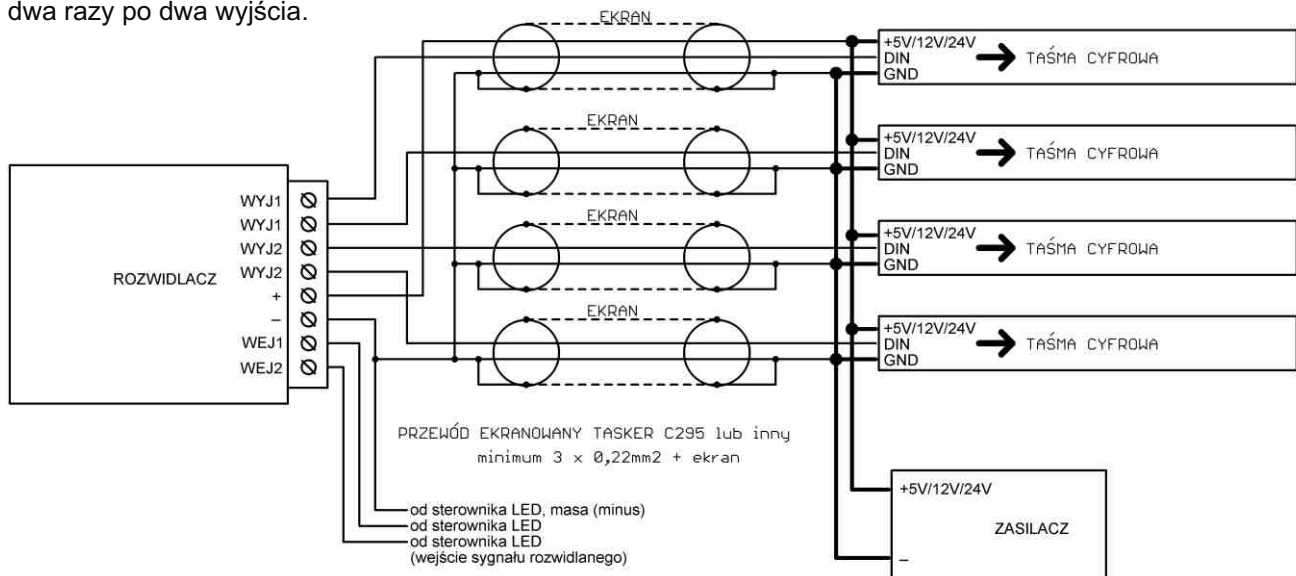 dwa razy po dwa wyjścia.
EKRAN
+5V/12V/24V
DIN
GND
TAŚMA CYFROWA
EKRAN
+5V/12V/24V
DIN
GND
TAŚMA CYFROWA
EKRAN
+5V/12V/24V
DIN
GND
TAŚMA CYFROWA
EKRAN
+5V/12V/24V
DIN
GND
TAŚMA CYFROWA
ROZWIDLACZ
WYJ1
WYJ1
WYJ2
WYJ2
+
–
WEJ1
WEJ2
PRZEWÓD EKRANOWANY TASKER C295 lub inny
minimum 3 x 0,22mm2 + ekran
od sterownika LED, masa (minus)
od sterownika LED
od sterownika LED
(wejście sygnału rozwidlanego)
+5V/12V/24V
ZASILACZ
–